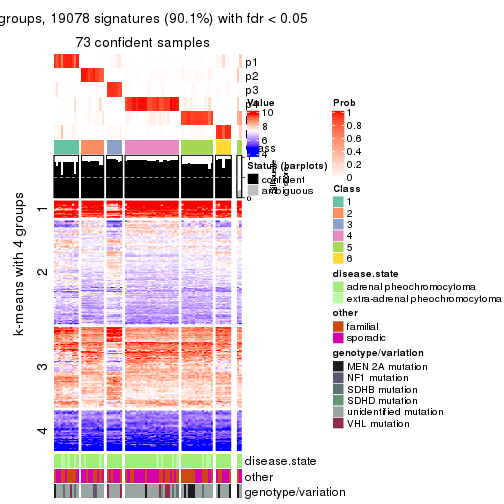 groups, 19078 signatures (90.1%) with fdr < 0.05
73 confident samples
p1
p2
p3
Value
10
8
6
4
Status (barplots)
confident
ambiguous
k-means with 4 groups
1
2
3
4
disease.state
other
genotype/variation
Prob
1
0.8
0.6
0.4
0.2
0
Class
1
2
3
4
5
6
disease.state
adrenal pheochromocytoma
extra-adrenal pheochromocytoma
other
familial
sporadic
genotype/variation
MEN 2A mutation
NF1 mutation
SDHB mutation
SDHD mutation
unidentified mutation
VHL mutation